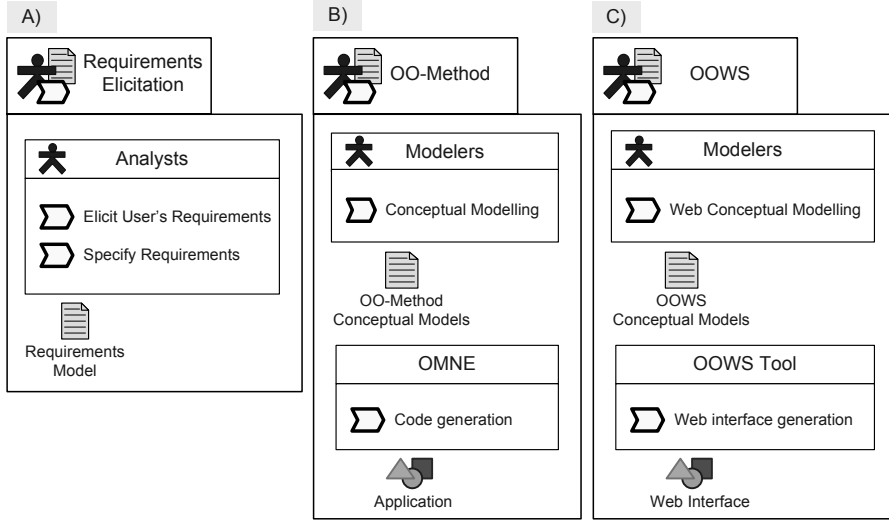 A)
Requirements
Elicitation
Analysts
Elicit User's Requirements
Specify Requirements
Requirements
Model
B)
OO-Method
Modelers
Conceptual Modelling
OO-Method
Conceptual Models
OMNE
Code generation
Application
C)
OOWS
Modelers
Web Conceptual Modelling
OOWS
Conceptual Models
OOWS Tool
Web interface generation
Web Interface